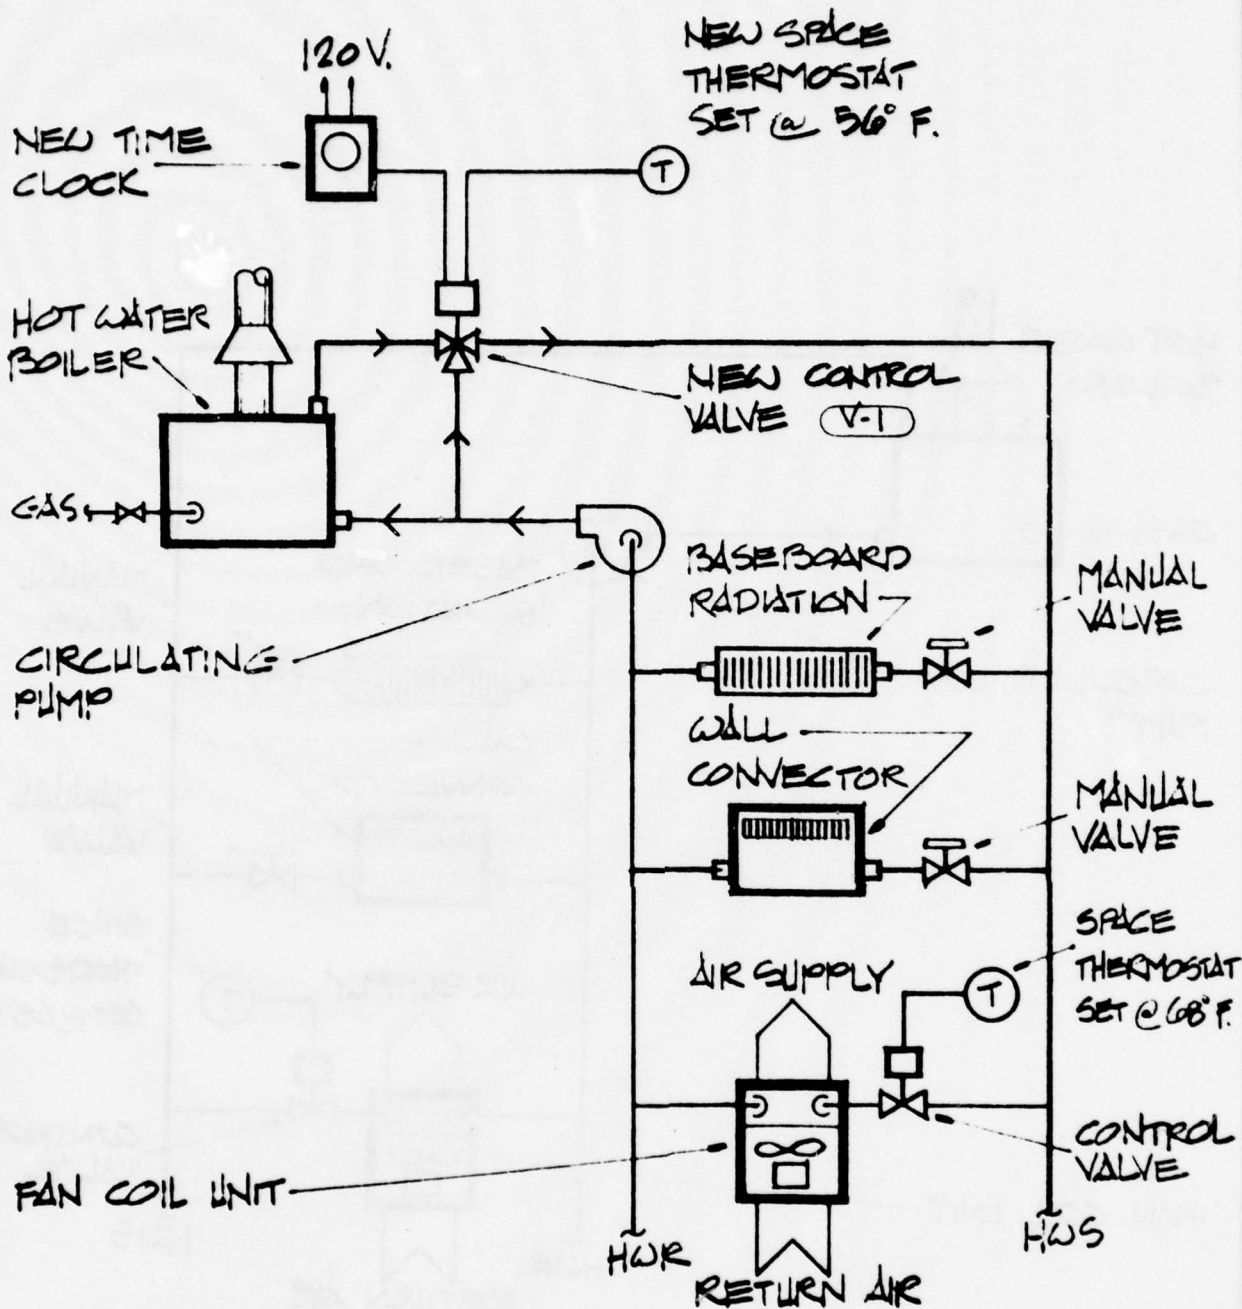 120V.
NEW SPACE
THERMOSTAT
SET @ 56° F.
NEW TIME
CLOCK
T
HOT WATER
BOILER
NEW CONTROL
VALVE V-1
GAS
BASEBOARD
RADIATION
MANUAL
VALVE
CIRCULATING
PUMP
WALL
CONVECTOR
MANUAL
VALVE
AIR SUPPLY
SPACE
THERMOSTAT
SET @ 68° F.
T
CONTROL
VALVE
FAN COIL UNIT
HWR
HWS
RETURN AIR